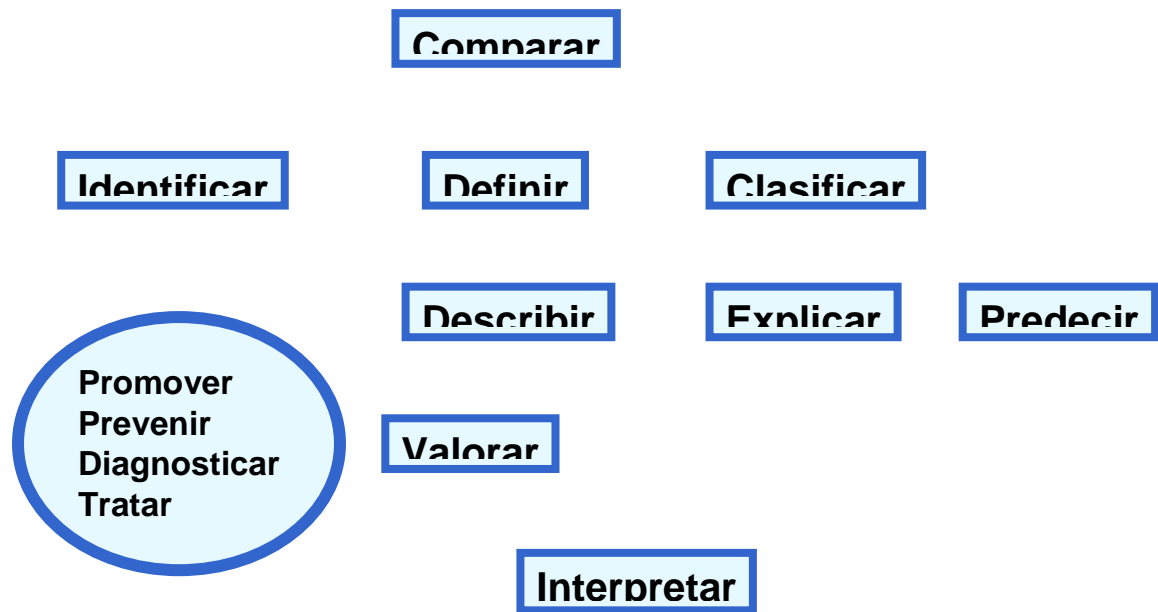 Comparar
Identificar
Definir
Clasificar
Describir
Explicar
Predecir
Promover
Prevenir
Diagnosticar
Tratar
Valorar
Interpretar